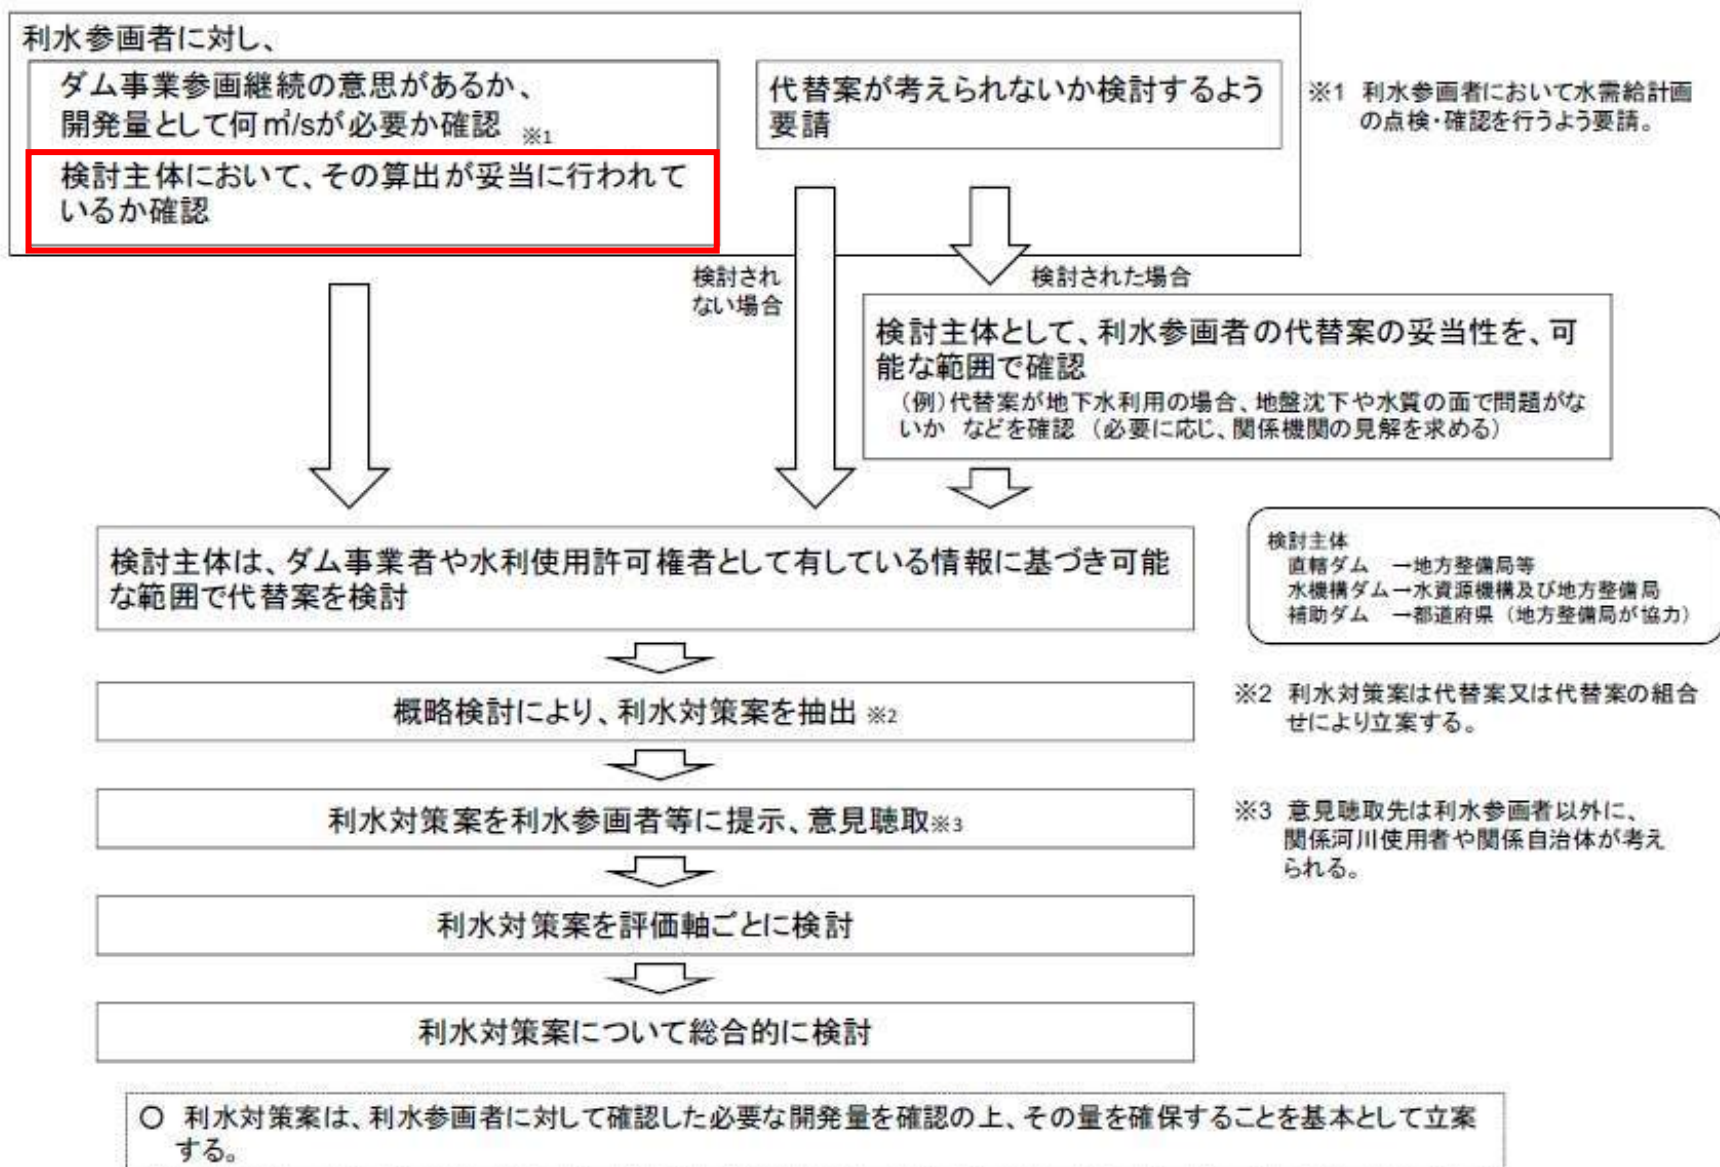 利水参画者に対し、
ダム事業参画継続の意思があるか、
開発量として何㎥/sが必要か確認 ※1
検討主体において、その算出が妥当に行われて
いるか確認
代替案が考えられないか検討するよう
要請
※1 利水参画者において水需給計画
の点検・確認を行うよう要請。
検討され
ない場合
検討された場合
検討主体として、利水参画者の代替案の妥当性を、可
能な範囲で確認
（例）代替案が地下水利用の場合、地盤沈下や水質の面で問題がな
いか などを確認 （必要に応じ、関係機関の見解を求める）
検討主体は、ダム事業者や水利使用許可権者として有している情報に基づき可能
な範囲で代替案を検討
検討主体
直轄ダム →地方整備局等
水機構ダム→水資源機構及び地方整備局
補助ダム →都道府県（地方整備局が協力）
概略検討により、利水対策案を抽出 ※2
※2 利水対策案は代替案又は代替案の組合
せにより立案する。
利水対策案を利水参画者等に提示、意見聴取※3
※3 意見聴取先は利水参画者以外に、
関係河川使用者や関係自治体が考え
られる。
利水対策案を評価軸ごとに検討
利水対策案について総合的に検討
○ 利水対策案は、利水参画者に対して確認した必要な開発量を確認の上、その量を確保することを基本として立案
する。